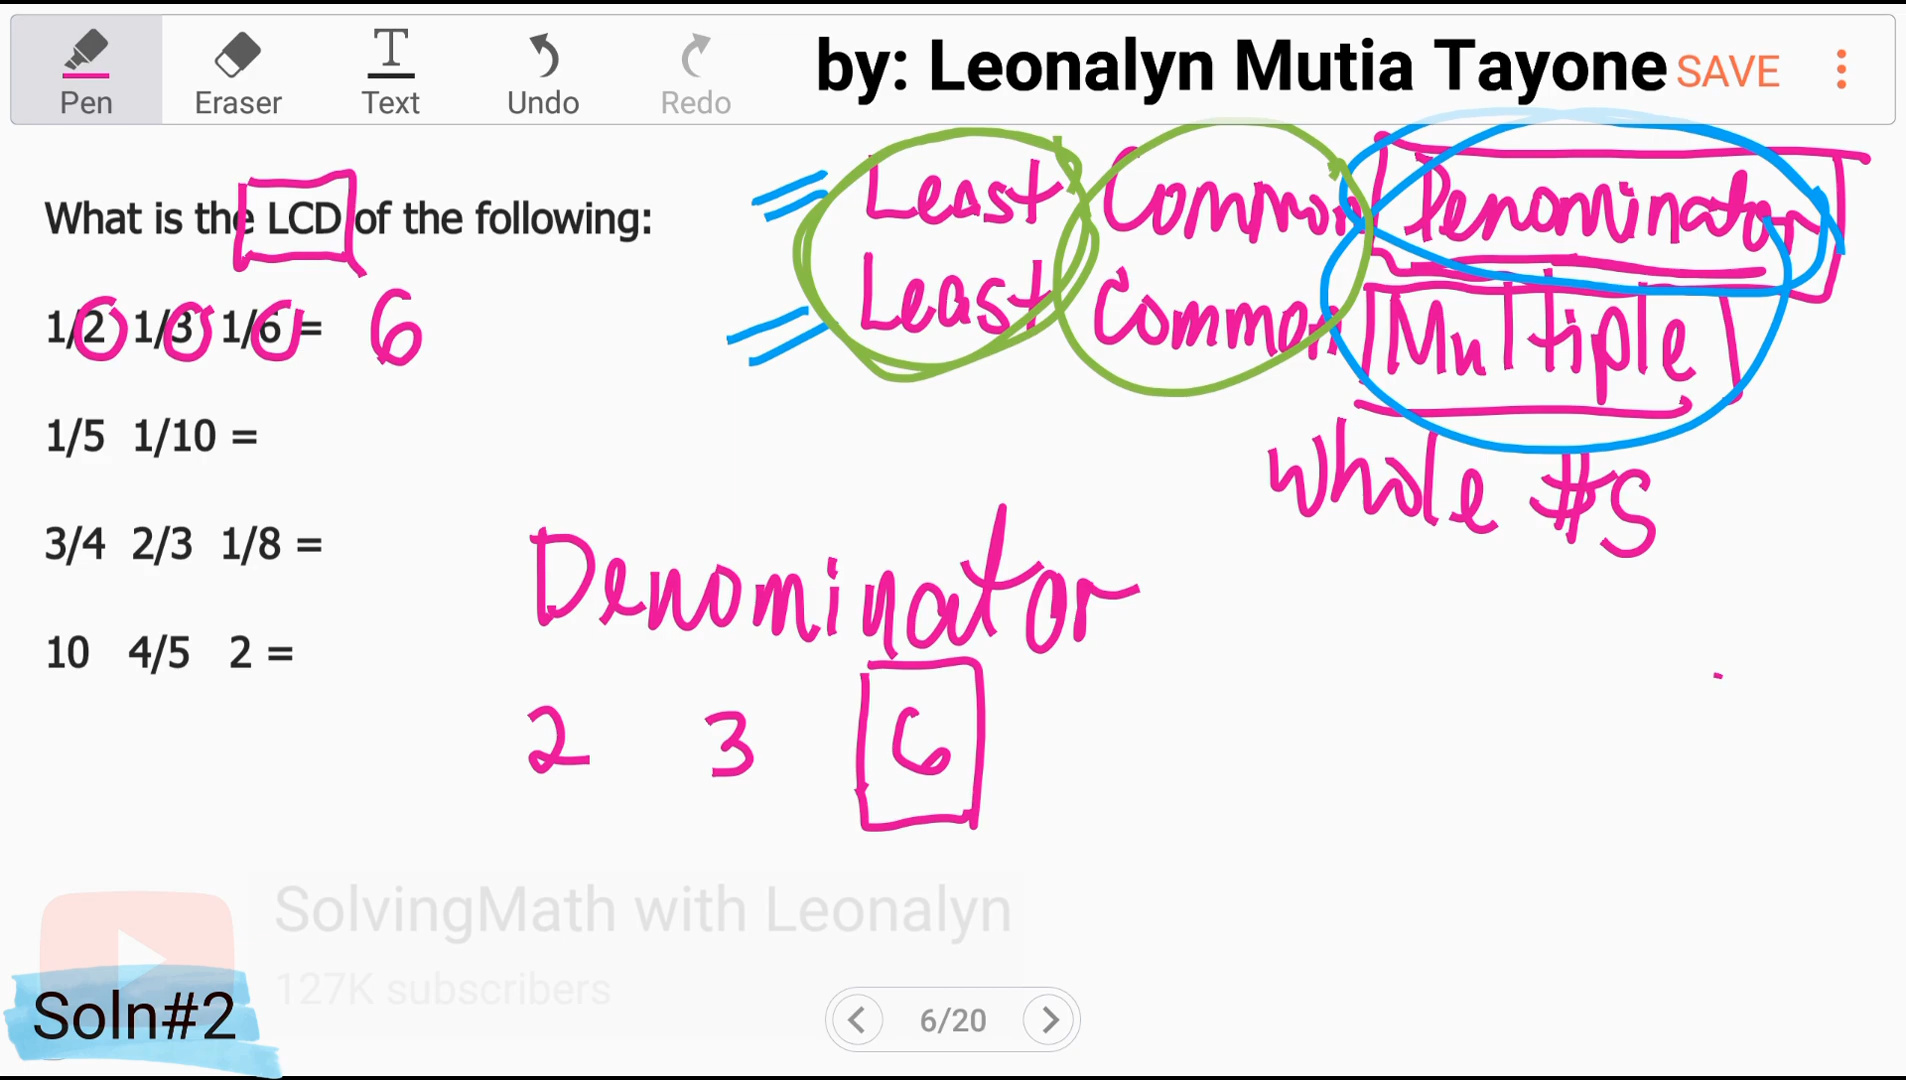 Pen
Eraser
Text
Undo
Redo
by: Leonalyn Mutia Tayone
SAVE
What is the LCD of the following:
Least Common Denominator
Least Common Multiple
1/2 1/3 1/6 = 6
Whole #s
1/5 1/10 =
3/4 2/3 1/8 =
Denominator
10 4/5 2 =
2 3 6
SolvingMath with Leonalyn
127K subscribers
Soln#2
6/20